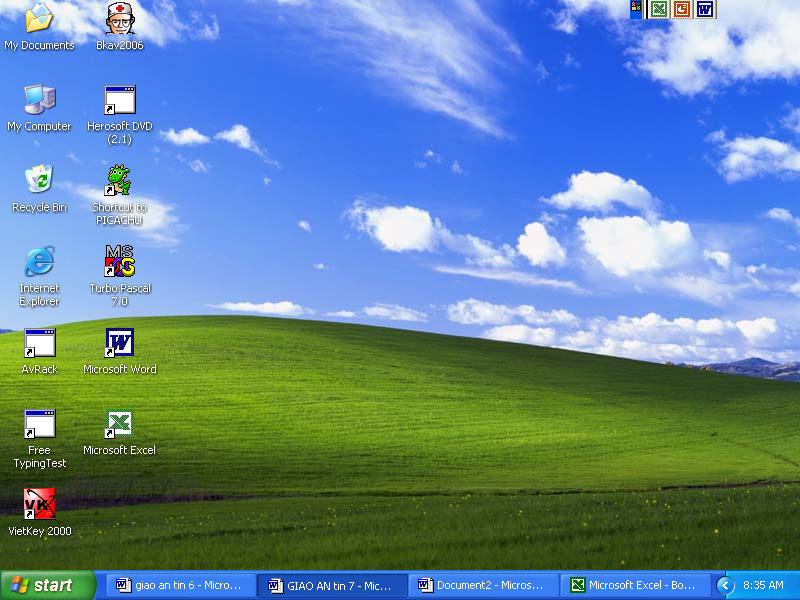 My Documents
Bkav2006
My Computer
Herosoft DVD
(2.1)
Recycle Bin
Shortcut to
PICACHU
Internet
Explorer
MS
Turbo Pascal
7.0
AvRack
W
Microsoft Word
Free
TypingTest
Microsoft Excel
VK
VietKey 2000
start
giao an tin 6 - Micro...
GIAO AN tin 7 - Mic...
Document2 - Micros...
Microsoft Excel - Bo...
8:35 AM